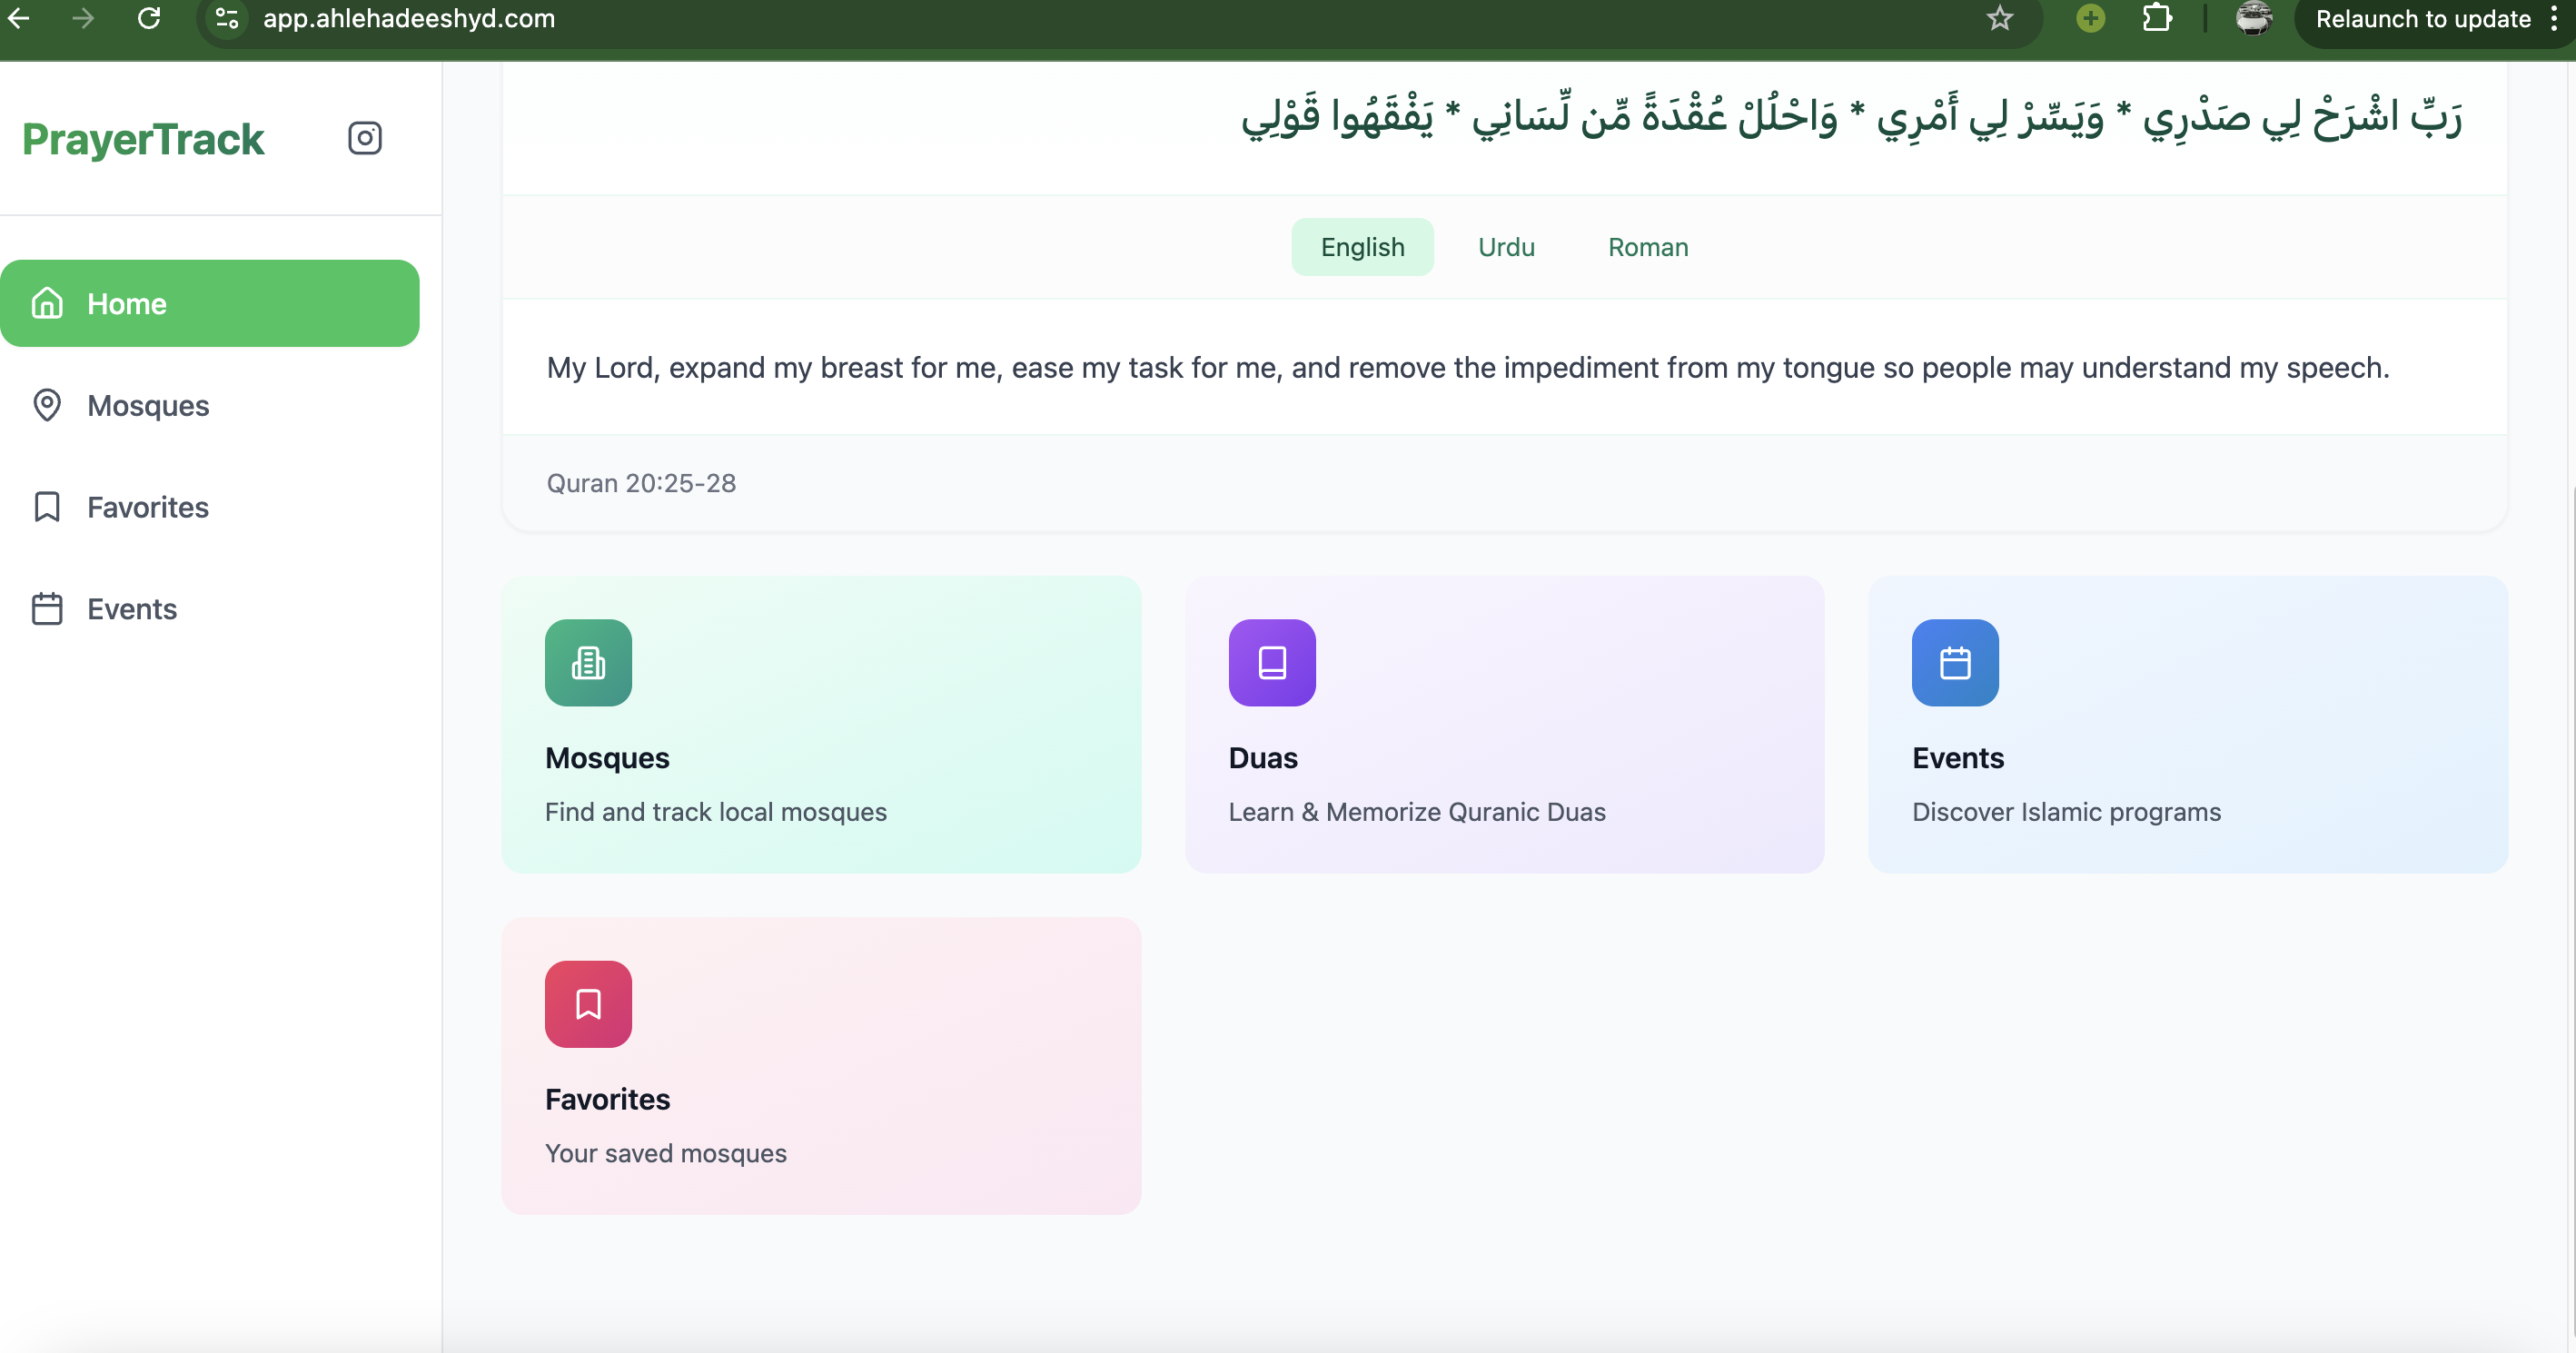 app.ahlehadeeshyd.com
Relaunch to update
PrayerTrack
Home
Mosques
Favorites
Events
رَبِّ اشْرَحْ لِي صَدْرِي * وَيَسِّرْ لِي أَمْرِي * وَاحْلُلْ عُقْدَةً مِّن لِّسَانِي * يَفْقَهُوا قَوْلِي
English Urdu Roman
My Lord, expand my breast for me, ease my task for me, and remove the impediment from my tongue so people may understand my speech.
Quran 20:25-28
Mosques
Find and track local mosques
Duas
Learn & Memorize Quranic Duas
Events
Discover Islamic programs
Favorites
Your saved mosques